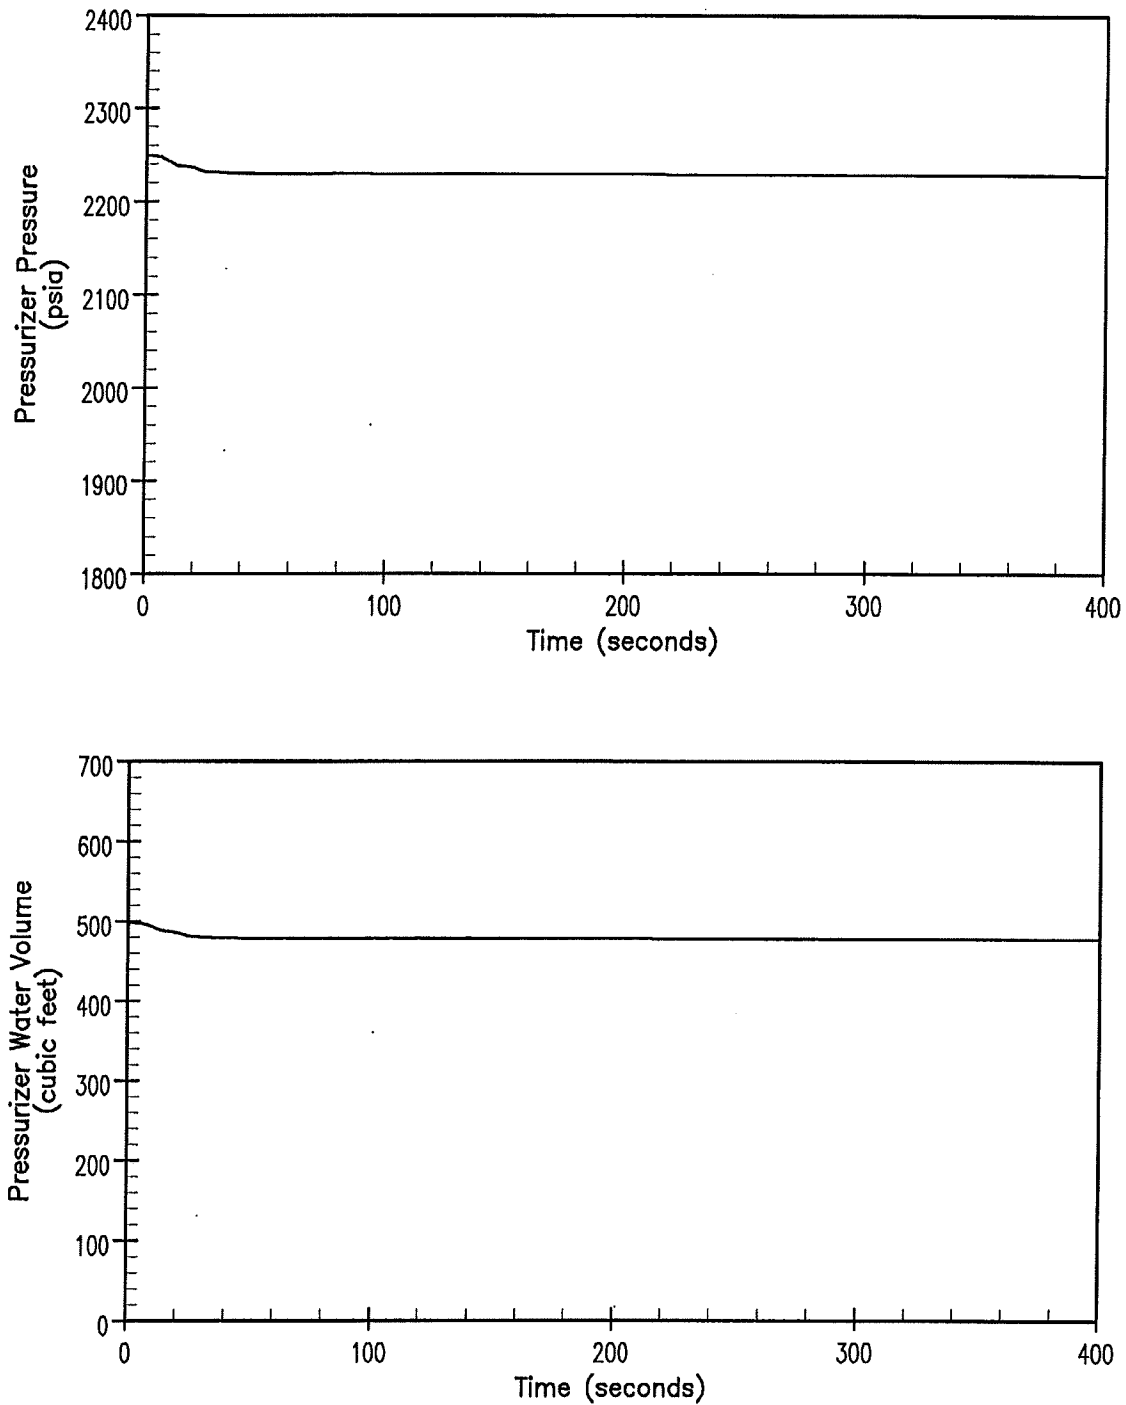 2400
2300
2200
2100
2000
1900
1800
Pressurizer Pressure
(psia)
0 100 200 300 400
Time (seconds)
700
600
500
400
300
200
100
0
Pressurizer Water Volume
(cubic feet)
0 100 200 300 400
Time (seconds)